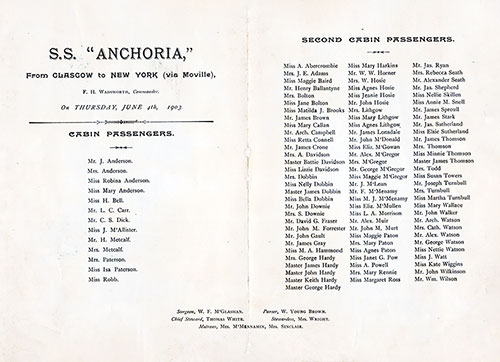 S.S. "ANCHORIA,"
From GLASGOW to NEW YORK (via Moville),
F. H. WADSWORTH, Commander.
On THURSDAY, JUNE 4th, 1903.
CABIN PASSENGERS.
Mr. J. Anderson.
Mrs. Anderson.
Miss Robina Anderson.
Miss Mary Anderson.
Miss H. Bell.
Mr. L. C. Carr.
Mr. C. S. Dick.
Miss J. M'Allister.
Mr. H. Metcalf.
Mrs. Metcalf.
Mrs. Paterson.
Miss Isa Paterson.
Miss Robb.
SECOND CABIN PASSENGERS.
Miss A. Abercrombie
Mrs. J. E. Adams
Miss Maggie Baird
Mr. Henry Ballantyne
Mrs. Bolton
Miss Jane Bolton
Miss Matilda J. Brooks
Mr. James Brown
Miss Mary Callan
Mr. Arch. Campbell
Miss Retta Connell
Mr. James Crone
Mrs. A. Davidson
Master Battie Davidson
Miss Lizzie Davidson
Mrs. Dobbin
Miss Nelly Dobbin
Master James Dobbin
Miss Bella Dobbin
Mr. John Downie
Mrs. S. Downie
Mr. David G. Fraser
Mr. John M. Forrester
Mr. John Gault
Mr. James Gray
Miss M. A. Hammond
Mrs. George Hardy
Master James Hardy
Master John Hardy
Master Keith Hardy
Master George Hardy
Miss Mary Harkins
Mr. W. W. Horner
Mrs. W. Hosie
Miss Agnes Hosie
Miss Jeanie Hosie
Mr. John Hosie
Mrs. Lithgow
Miss Mary Lithgow
Miss Agnes Lithgow
Mr. James Lonsdale
Mr. John M'Donald
Miss Eliz. M'Gowan
Mr. Alex. M'Gregor
Mrs. M'Gregor
Mr. George M'Gregor
Miss Maggie M'Gregor
Mr. J. M'Lean
Mr. F. M'Menamy
Miss M. J. M'Menamy
Miss Eliz. M'Mullen
Miss L. A. Morrison
Mr. Alex. Muir
Mr. John M. Murt
Miss Maggie Paton
Mrs. Mary Paton
Miss Agnes Paton
Miss Janet G. Pow
Miss A. Powell
Mrs. Mary Rennie
Miss Margaret Ross
Mr. Jas. Ryan
Mrs. Rebecca Seath
Mr. Alexander Seath
Mr. Jas. Shepherd
Miss Nellie Skillen
Miss Annie M. Snell
Mr. James Sproull
Mr. James Stark
Mr. Jas. Sutherland
Miss Elsie Sutherland
Mr. James Thomson
Mrs. Thomson
Miss Minnie Thomson
Master James Thomson
Mrs. Todd
Miss Susan Towers
Mr. Joseph Turnbull
Mrs. Turnbull
Miss Martha Turnbull
Miss Mary Wallace
Mr. John Walker
Mr. Arch. Watson
Mrs. Cath. Watson
Mr. Alex. Watson
Mr. George Watson
Miss Nettie Watson
Miss J. Watt
Miss Kate Wiggins
Mr. John Wilkinson
Mr. Wm. Wilson
Surgeon, W. F. M'GLASHAN. Purser, W. YOUNG BROWN.
Chief Steward, THOMAS WHITE. Stewardess, MRS. WRIGHT.
Matrons, MRS. M'MENNAMIN, MRS. SINCLAIR.